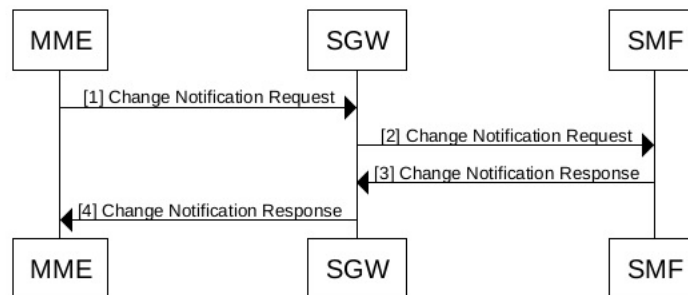 MME SGW SMF
[1] Change Notification Request
[2] Change Notification Request
[3] Change Notification Response
[4] Change Notification Response
MME SGW SMF